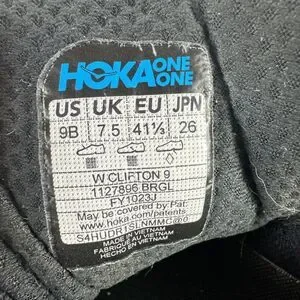 HOKA ONE ONE
US UK EU JPN
9B 7.5 41⅓ 26
W CLIFTON 9
1127896 BRGL
FY1023J
May be covered by Pat.
www.hoka.com/patents
MADE IN VIETNAM
FABRIQUÉ AU VIETNAM
HECHO EN VIETNAM